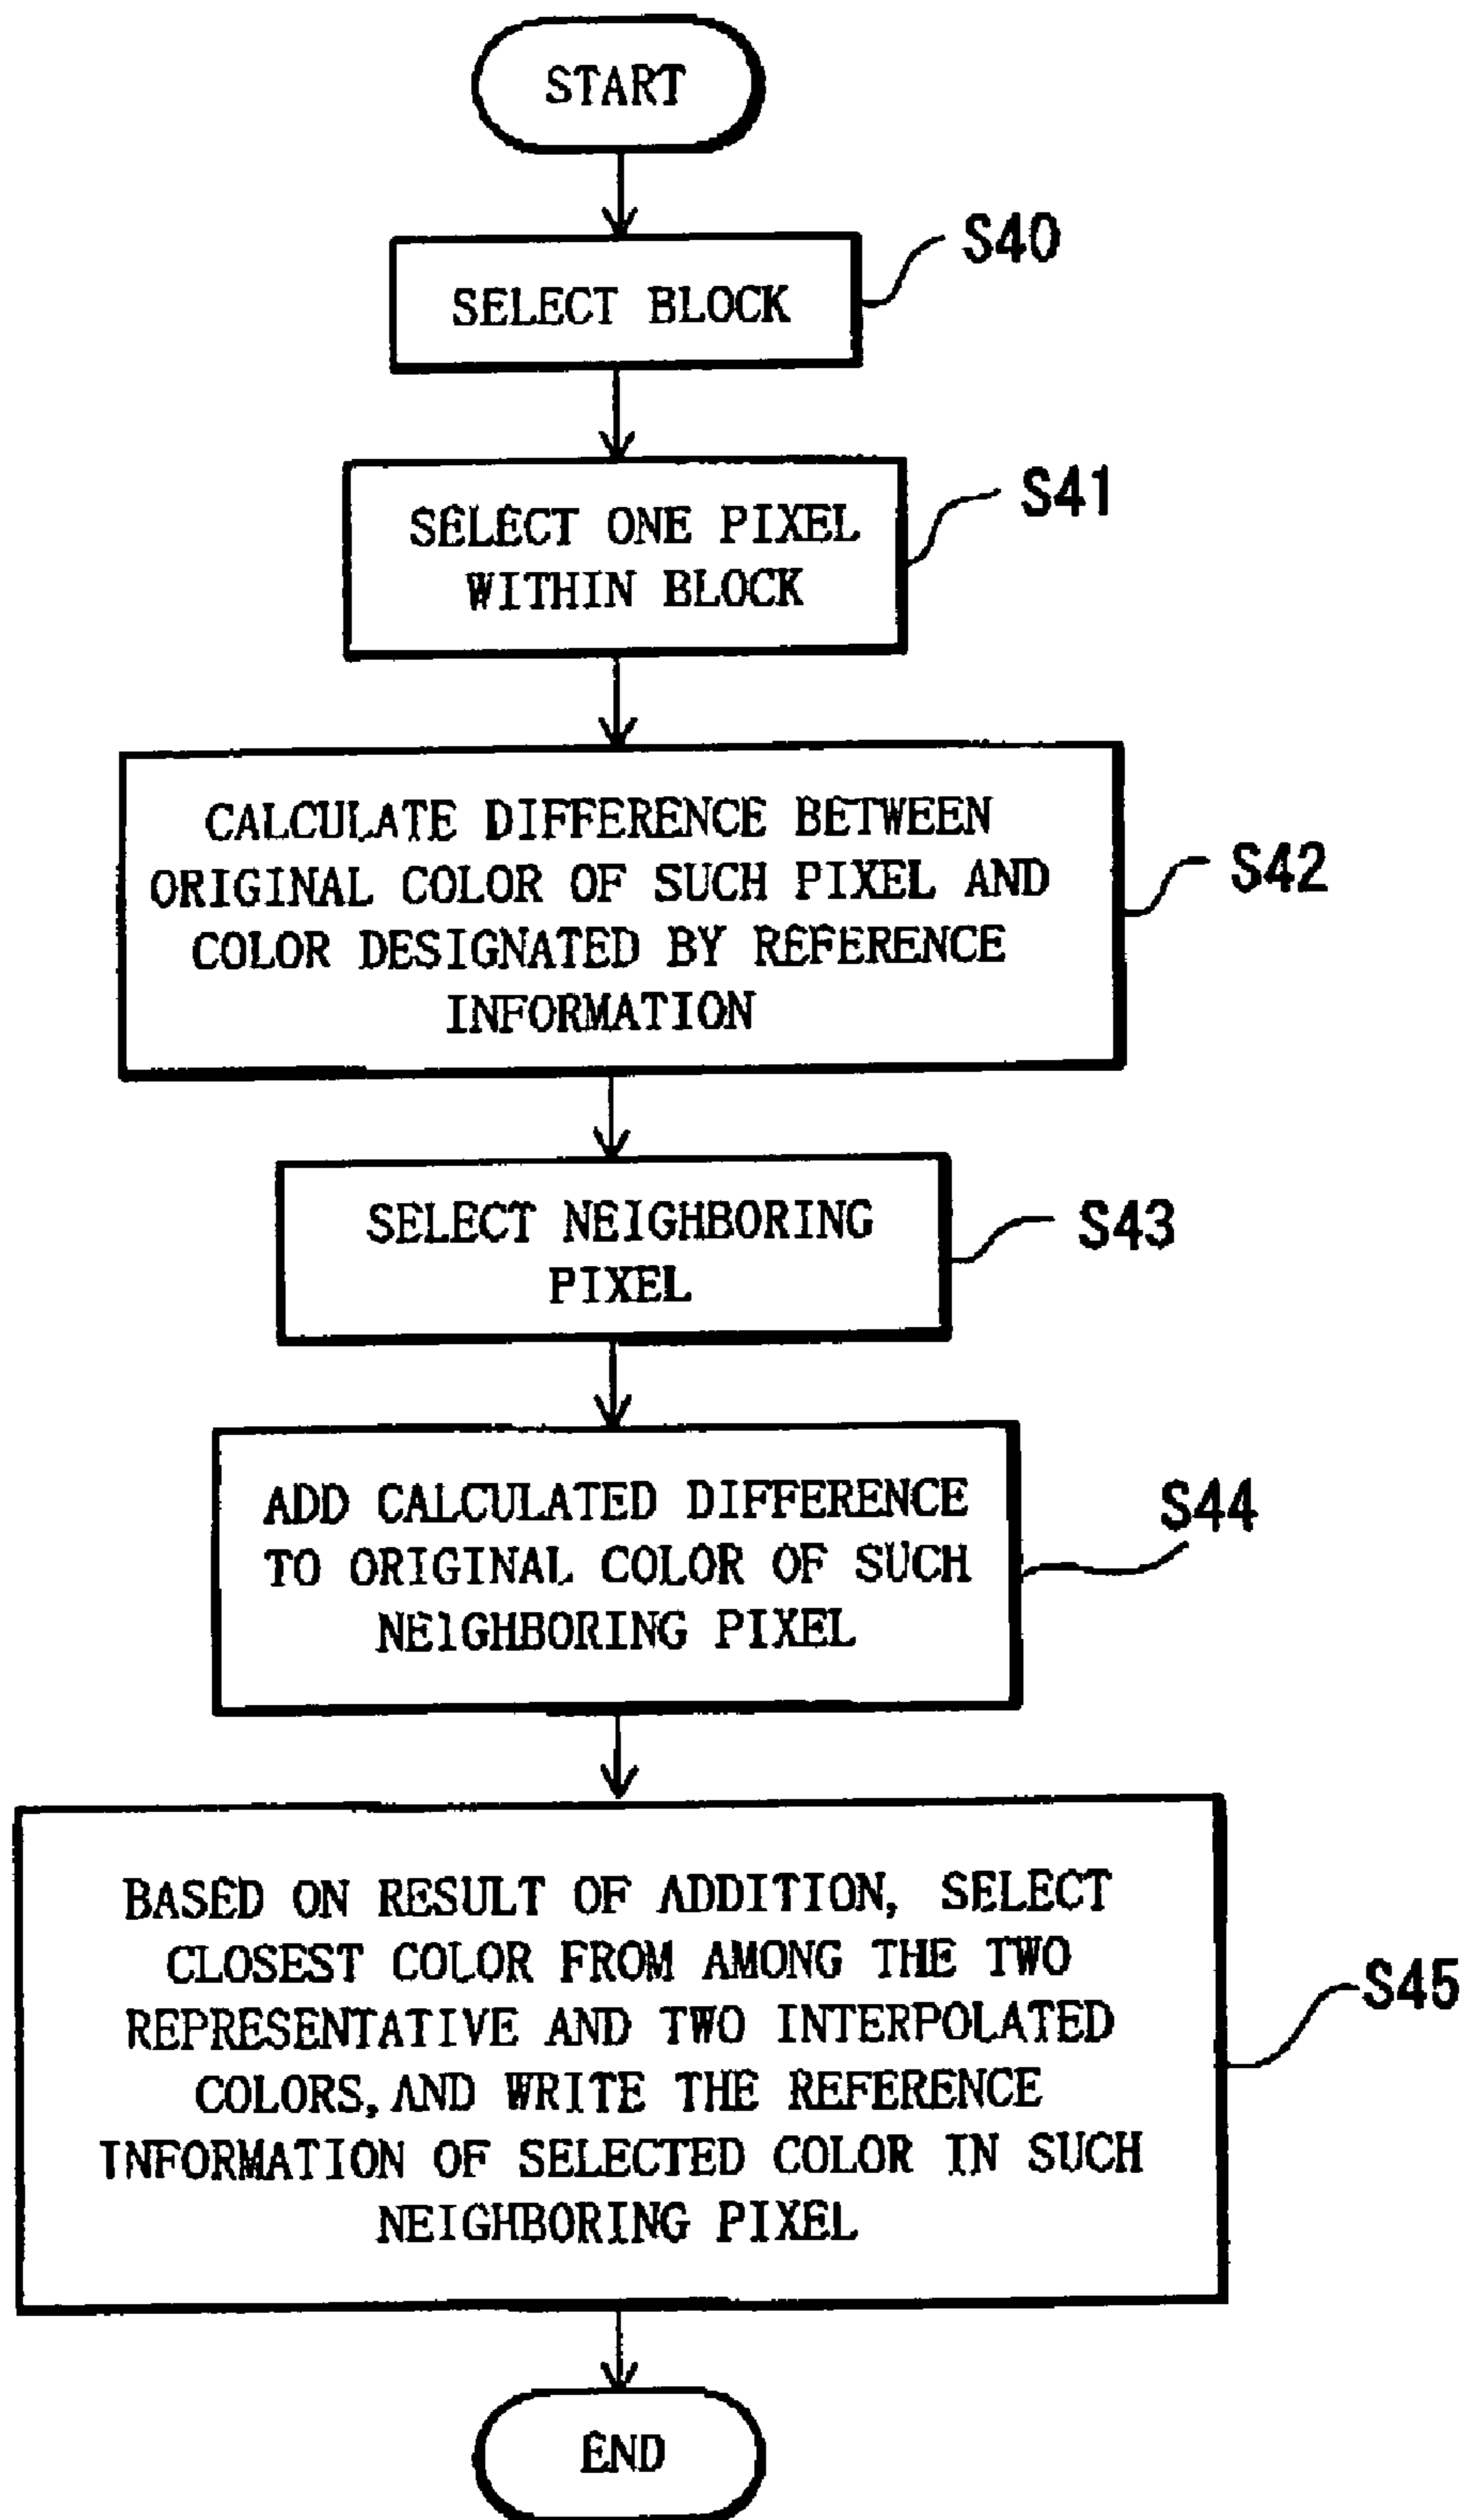 START
S40
SELECT BLOCK
S41
SELECT ONE PIXEL
WITHIN BLOCK
CALCULATE DIFFERENCE BETWEEN
ORIGINAL COLOR OF SUCH PIXEL AND
COLOR DESIGNATED BY REFERENCE
INFORMATION
S42
SELECT NEIGHBORING
PIXEL
S43
ADD CALCULATED DIFFERENCE
TO ORIGINAL COLOR OF SUCH
NEIGHBORING PIXEL
S44
BASED ON RESULT OF ADDITION, SELECT
CLOSEST COLOR FROM AMONG THE TWO
REPRESENTATIVE AND TWO INTERPOLATED
COLORS, AND WRITE THE REFERENCE
INFORMATION OF SELECTED COLOR IN SUCH
NEIGHBORING PIXEL
S45
END